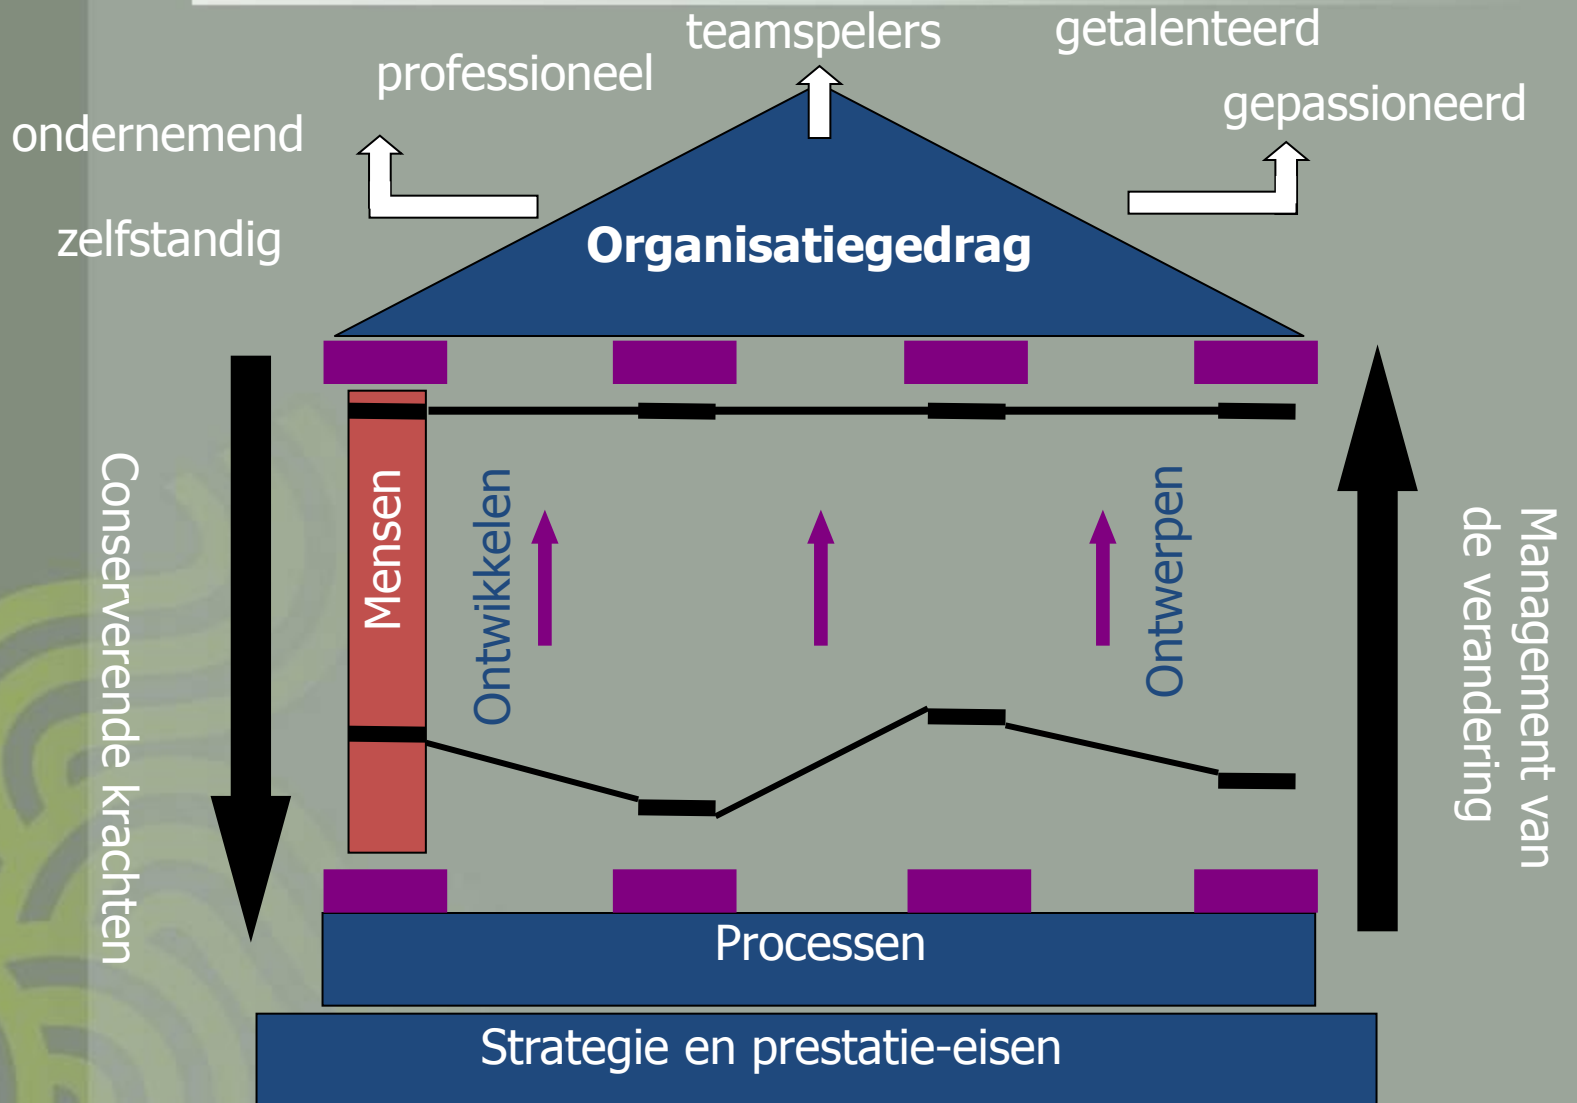 teamspelers
getalenteerd
professioneel
gepassioneerd
ondernemend
zelfstandig
Organisatiegedrag
Conserverende krachten
Mensen
Ontwikkelen
Ontwerpen
Management van
de verandering
Processen
Strategie en prestatie-eisen